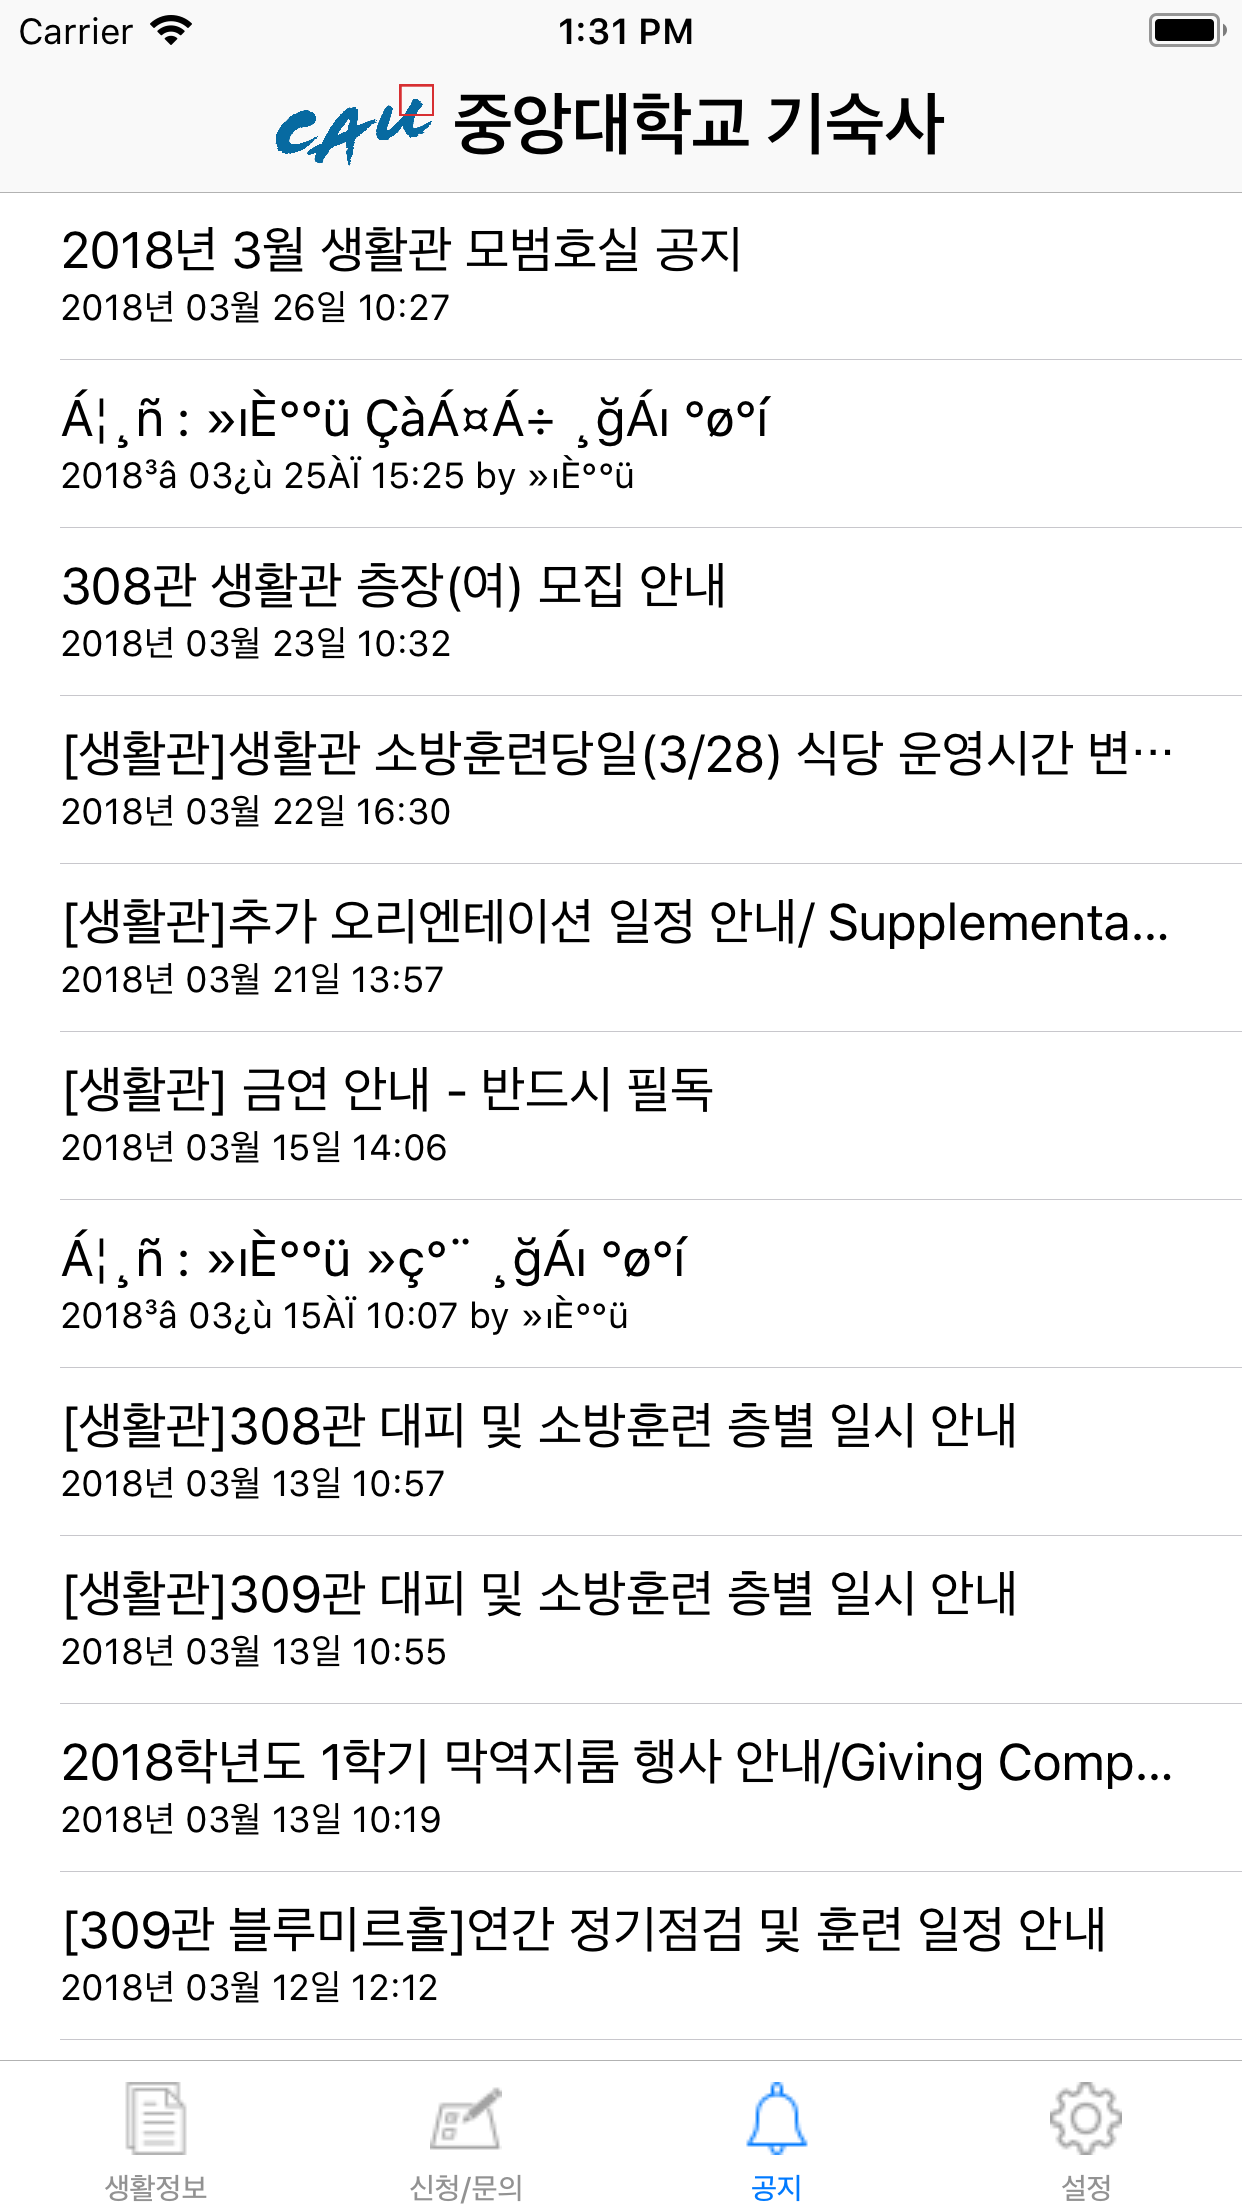 Carrier 1:31 PM
CAU 중앙대학교 기숙사
2018년 3월 생활관 모범호실 공지
2018년 03월 26일 10:27
Á¦¸ñ : »ıÈ°°ü ÇàÁ¤Á÷ ¸ğÁı °ø°í
2018³â 03¿ù 25ÀÏ 15:25 by »ıÈ°°ü
308관 생활관 층장(여) 모집 안내
2018년 03월 23일 10:32
[생활관]생활관 소방훈련당일(3/28) 식당 운영시간 변…
2018년 03월 22일 16:30
[생활관]추가 오리엔테이션 일정 안내/ Supplementa...
2018년 03월 21일 13:57
[생활관] 금연 안내 - 반드시 필독
2018년 03월 15일 14:06
Á¦¸ñ : »ıÈ°°ü »ç°¨ ¸ğÁı °ø°í
2018³â 03¿ù 15ÀÏ 10:07 by »ıÈ°°ü
[생활관]308관 대피 및 소방훈련 층별 일시 안내
2018년 03월 13일 10:57
[생활관]309관 대피 및 소방훈련 층별 일시 안내
2018년 03월 13일 10:55
2018학년도 1학기 막역지룸 행사 안내/Giving Comp...
2018년 03월 13일 10:19
[309관 블루미르홀]연간 정기점검 및 훈련 일정 안내
2018년 03월 12일 12:12
생활정보 신청/문의 공지 설정